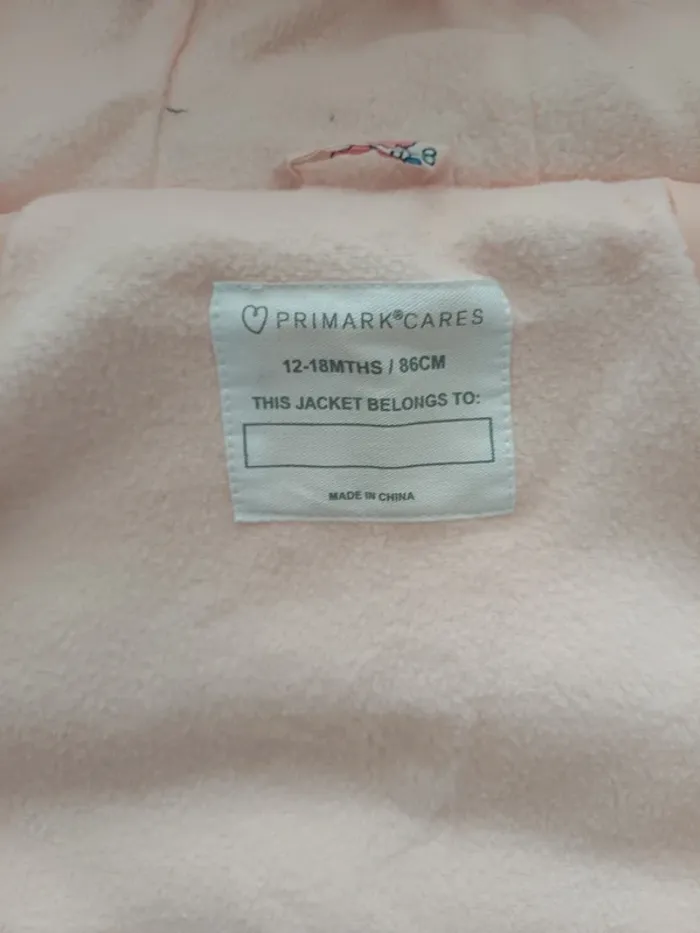 PRIMARK®CARES
12-18MTHS / 86CM
THIS JACKET BELONGS TO:
MADE IN CHINA